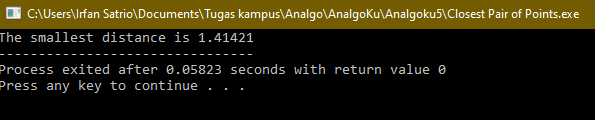 C:\Users\Irfan Satrio\Documents\Tugas kampus\Analgo\AnalgoKu\Analgoku5\Closest Pair of Points.exe
The smallest distance is 1.41421
--------------------------------
Process exited after 0.05823 seconds with return value 0
Press any key to continue . . .